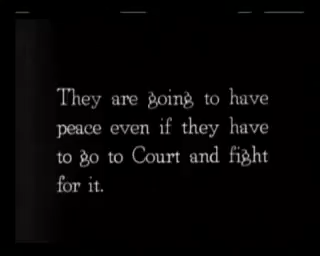 They are going to have
peace even if they have
to go to Court and fight
for it.